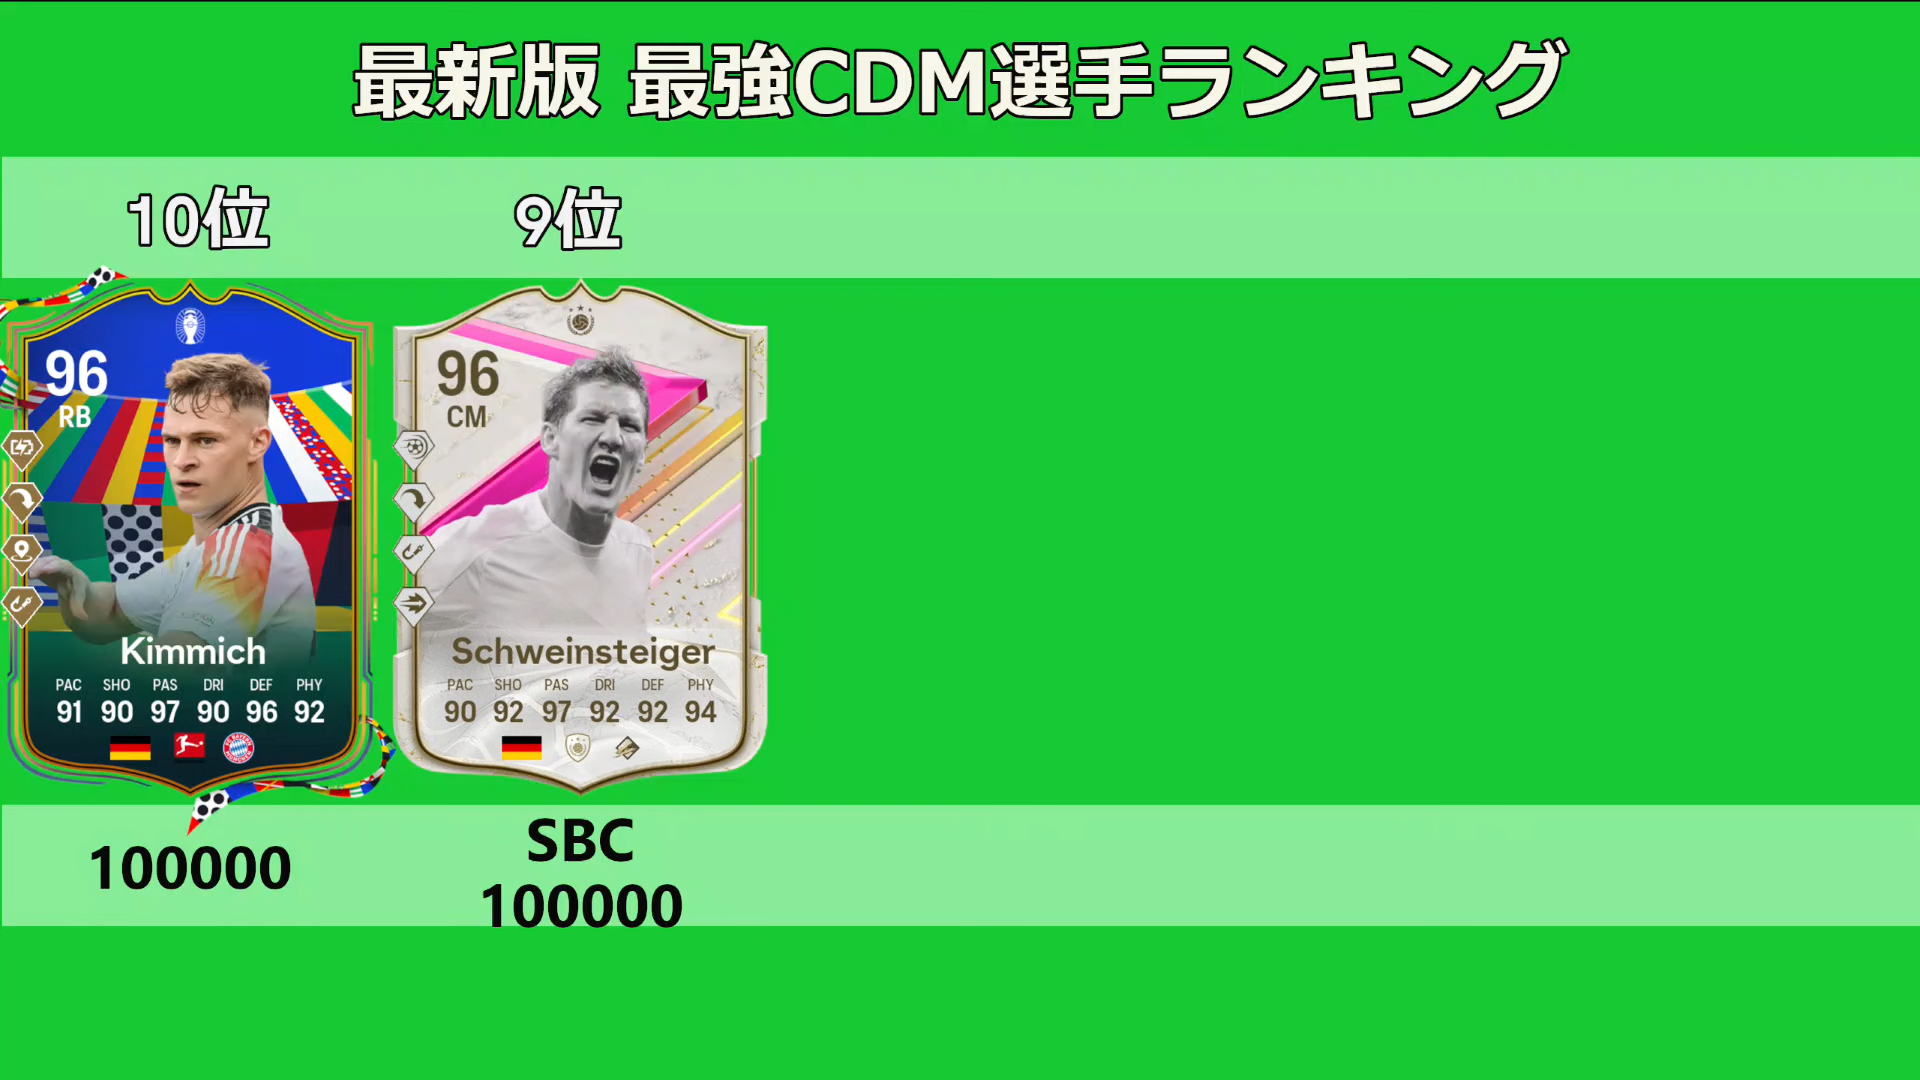 最新版 最強CDM選手ランキング
10位
9位
96
RB
Kimmich
PAC SHO PAS DRI DEF PHY
91 90 97 90 96 92
100000
96
CM
Schweinsteiger
PAC SHO PAS DRI DEF PHY
90 92 97 92 92 94
SBC
100000